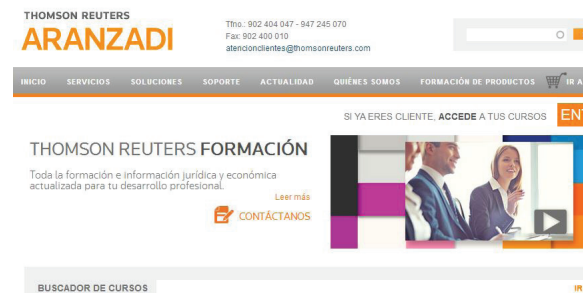 THOMSON REUTERS
ARANZADI
Tfno.: 902 404 047 - 947 245 070
Fax: 902 400 010
atencionclientes@thomsonreuters.com
INICIO SERVICIOS SOLUCIONES SOPORTE ACTUALIDAD QUIÉNES SOMOS FORMACIÓN DE PRODUCTOS IR A
SI YA ERES CLIENTE, ACCEDE A TUS CURSOS
THOMSON REUTERS FORMACIÓN
Toda la formación e información jurídica y económica
actualizada para tu desarrollo profesional.
Leer más
CONTÁCTANOS
BUSCADOR DE CURSOS